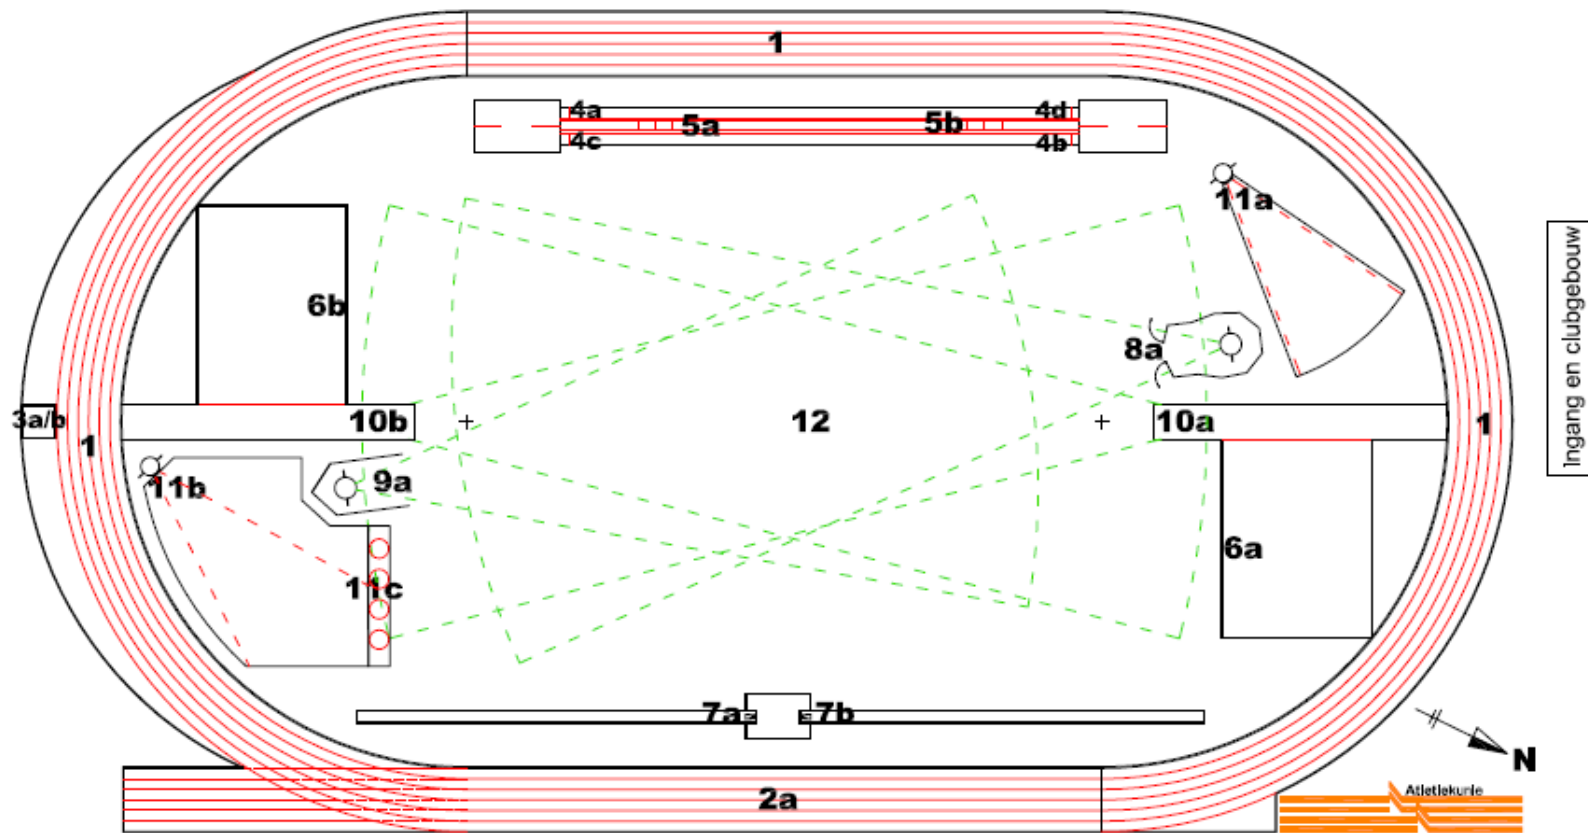 1
4a
4d
5a
5b
4c
4b
11a
6b
8a
Ingang en clubgebouw
3a/b
10b
12
10a
1
1
11b
9a
6a
11c
7a
7b
N
2a
Atletiekunie